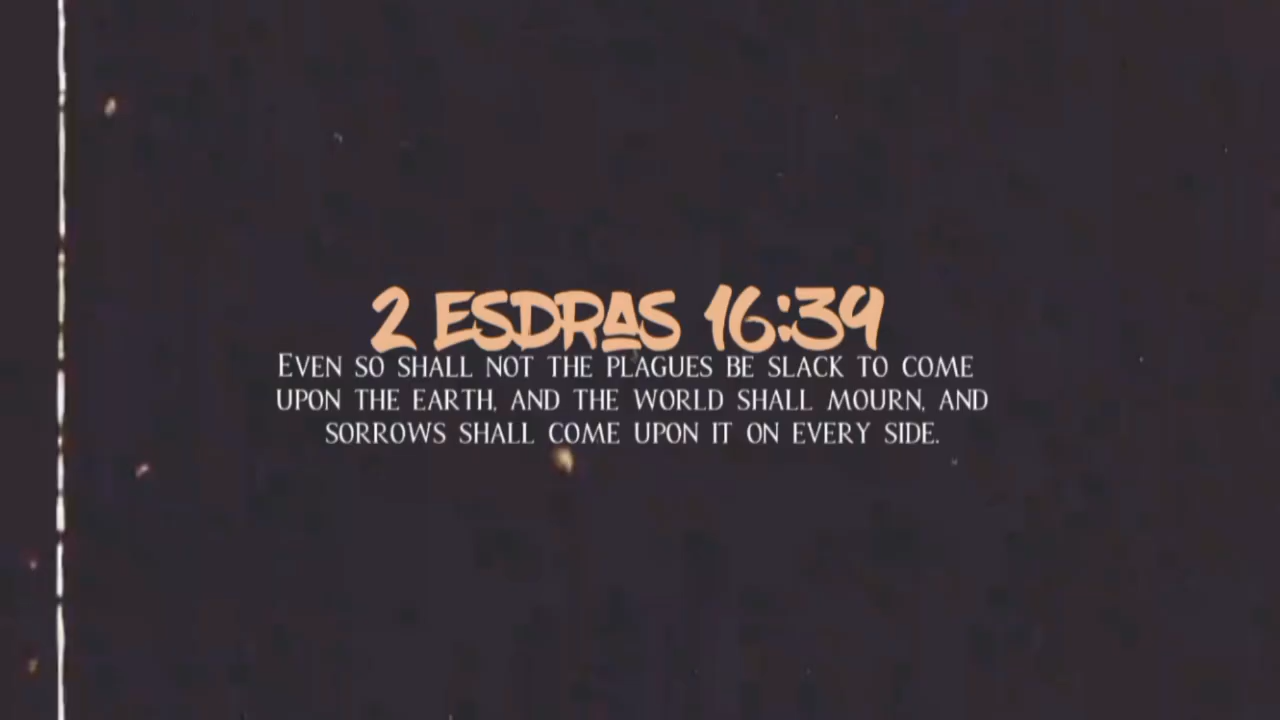 2 ESDRAS 16:39
EVEN SO SHALL NOT THE PLAGUES BE SLACK TO COME
UPON THE EARTH, AND THE WORLD SHALL MOURN, AND
SORROWS SHALL COME UPON IT ON EVERY SIDE.